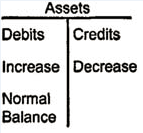 Assets
Debits Credits
Increase Decrease
Normal
Balance